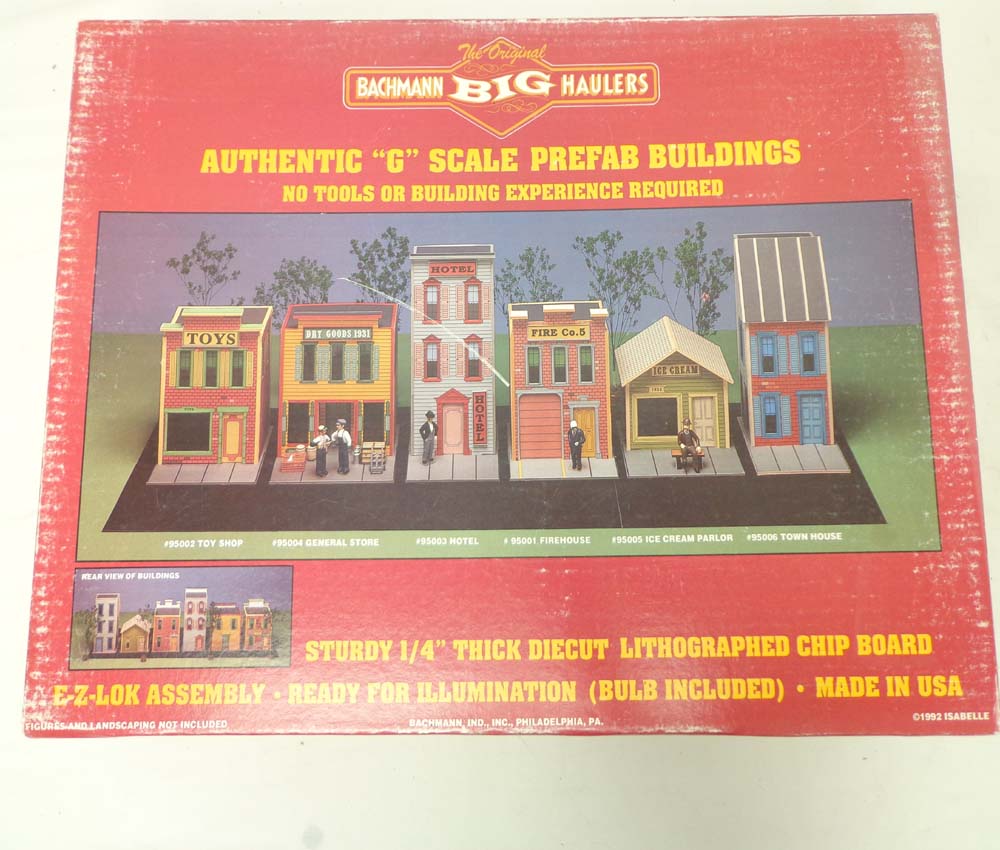 The Original
BACHMANN BIG HAULERS
AUTHENTIC "G" SCALE PREFAB BUILDINGS
NO TOOLS OR BUILDING EXPERIENCE REQUIRED
HOTEL
TOYS
DRY GOODS 1931
FIRE Co. 5
ICE CREAM
HOTEL
#95002 TOY SHOP
#95004 GENERAL STORE
#95003 HOTEL
# 95001 FIREHOUSE
#95005 ICE CREAM PARLOR
#95006 TOWN HOUSE
REAR VIEW OF BUILDINGS
STURDY 1/4" THICK DIECUT LITHOGRAPHED CHIP BOARD
E-Z-LOK ASSEMBLY • READY FOR ILLUMINATION (BULB INCLUDED) • MADE IN USA
FIGURES AND LANDSCAPING NOT INCLUDED
BACHMANN, IND., INC., PHILADELPHIA, PA.
©1992 ISABELLE